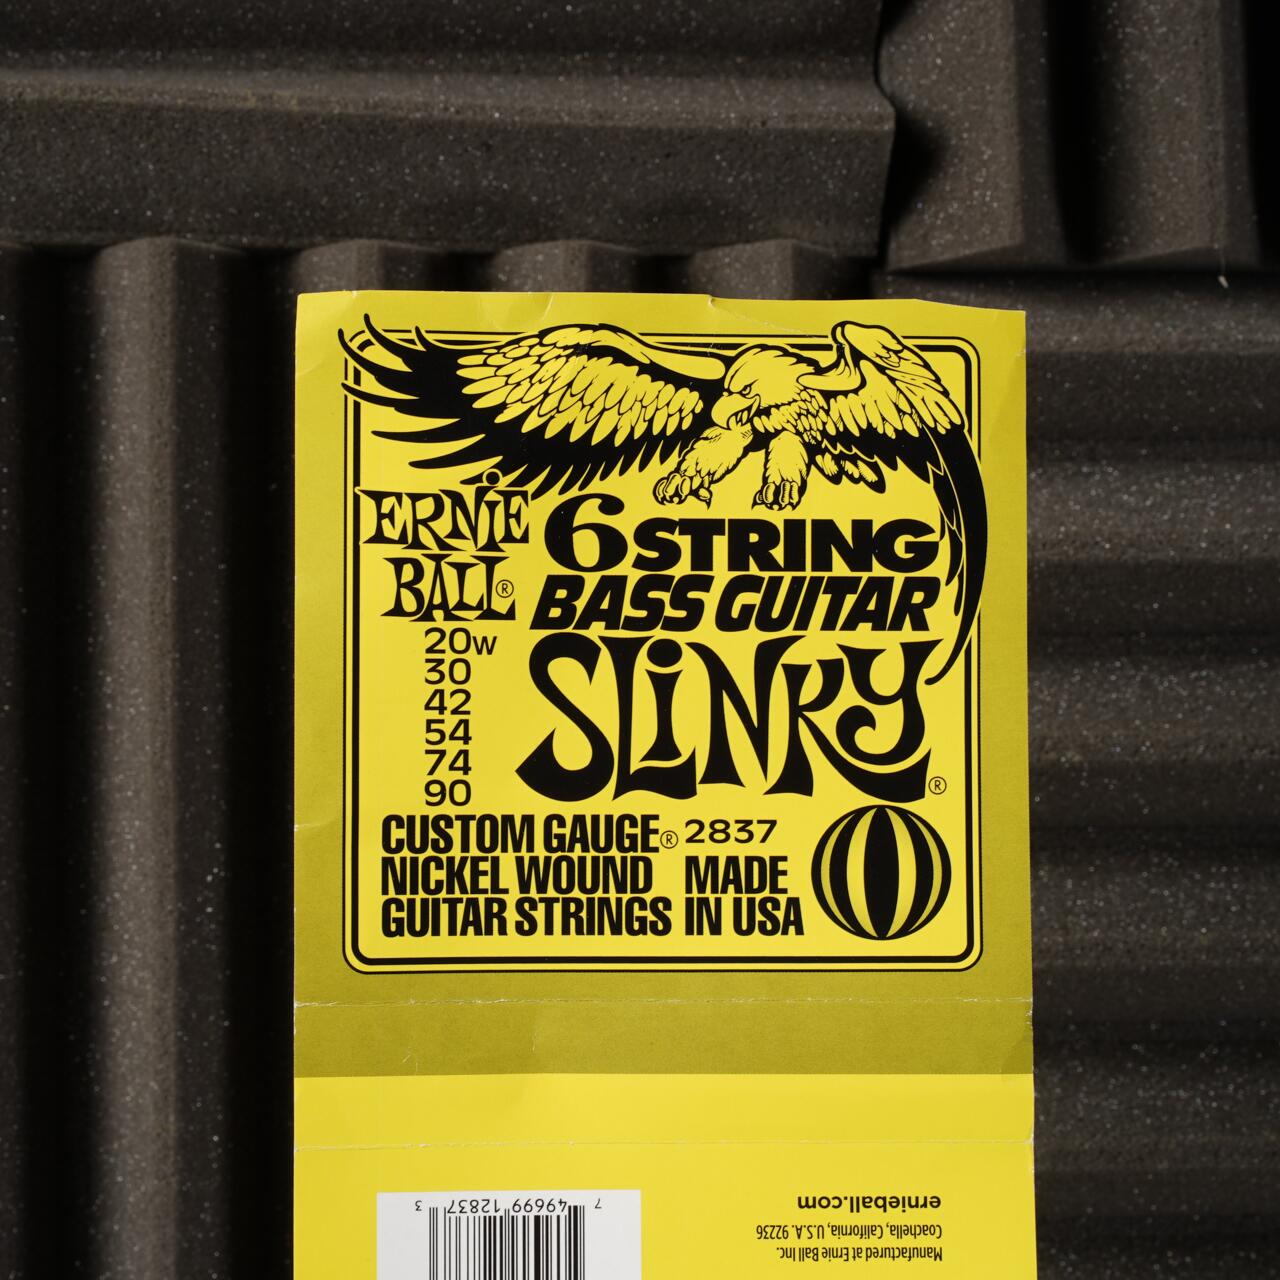 ERNIE
BALL®
6 STRING
BASS GUITAR
SLINKY®
20w
30
42
54
74
90
CUSTOM GAUGE® 2837
NICKEL WOUND MADE
GUITAR STRINGS IN USA
Manufactured at Ernie Ball Inc.
Coachella, California, U.S.A. 92236
ernieball.com
7 49699 12837 3